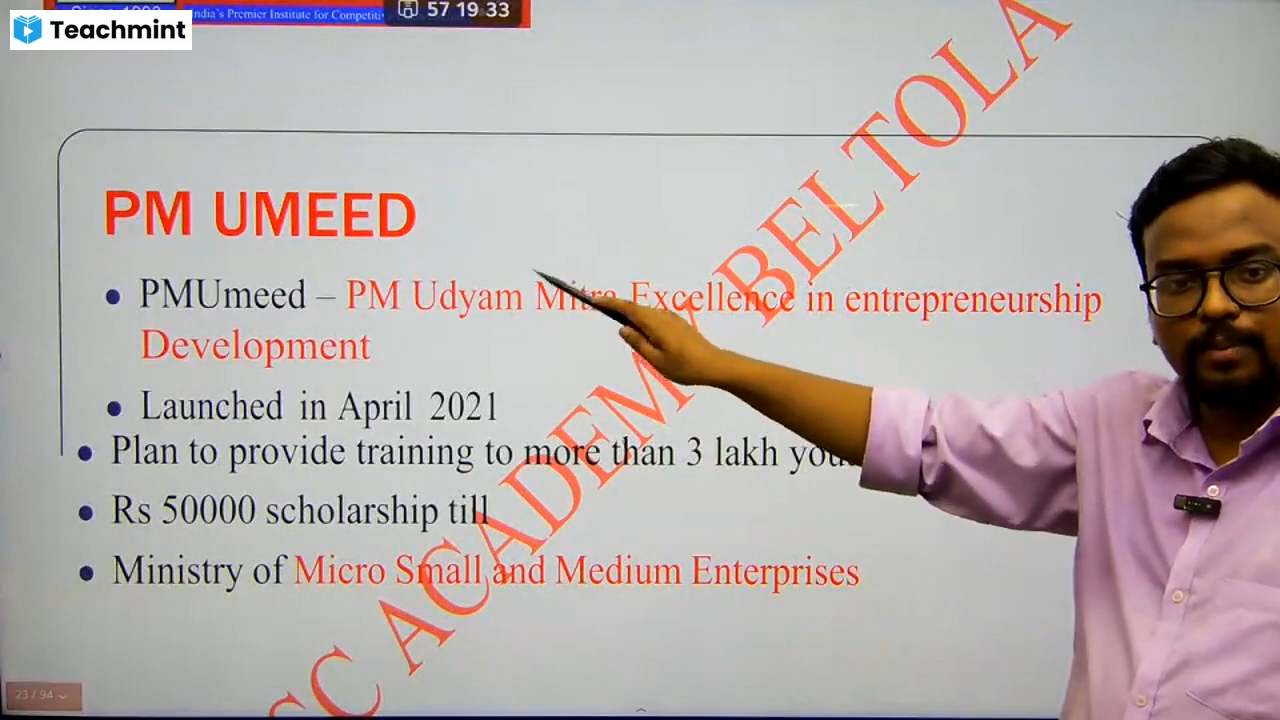 Since 1993
India's Premier Institute for Competiti
57 19 33
Teachmint
PM UMEED
PMUmeed – PM Udyam Mitra Excellence in entrepreneurship
Development
Launched in April 2021
Plan to provide training to more than 3 lakh
Rs 50000 scholarship till
Ministry of Micro Small and Medium Enterprises
ACADEMY BELTOLA
23 / 94